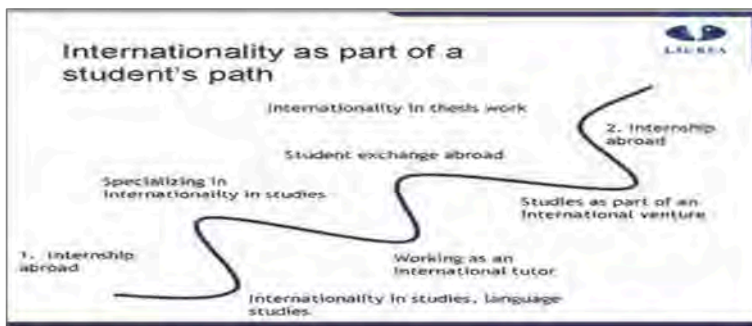 Internationality as part of a
student's path
LAUREA
Internationality in thesis work
2. Internship
abroad
Student exchange abroad
Specializing in
Internationality in studies
Studies as part of an
International venture
1. Internship
abroad
Working as an
International tutor
Internationality in studies, language
studies